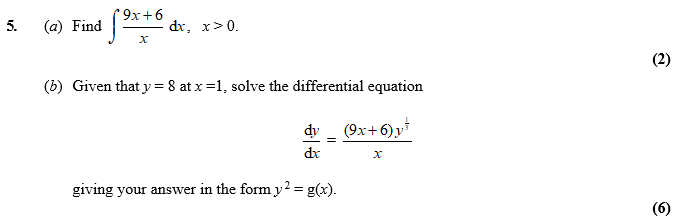 5. (a) Find ∫ (9x + 6)/x dx, x > 0.
(2)
(b) Given that y = 8 at x =1, solve the differential equation
dy/dx = (9x + 6) y^(1/3) / x
giving your answer in the form y² = g(x).
(6)